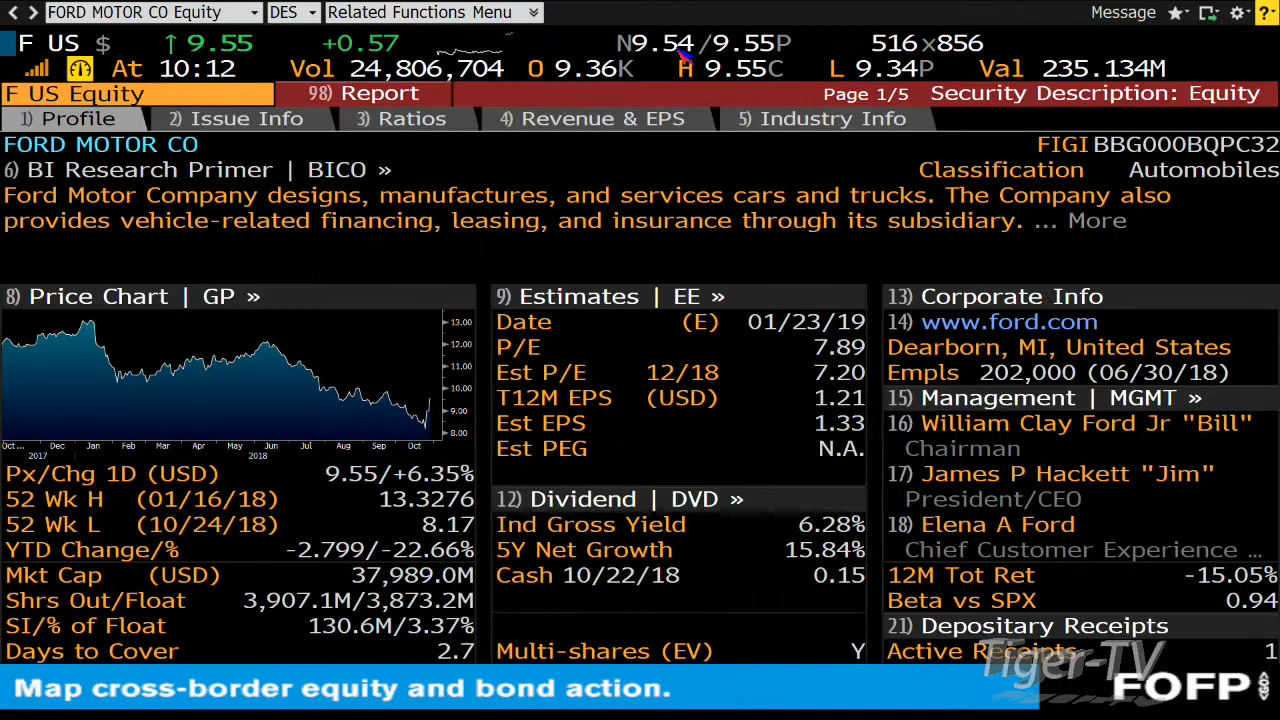 FORD MOTOR CO Equity DES Related Functions Menu Message
F US $ ↑ 9.55 +0.57 N9.54 /9.55P 516x856
At 10:12 Vol 24,806,704 O 9.36K H 9.55C L 9.34P Val 235.134M
F US Equity 98) Report Page 1/5 Security Description: Equity
1) Profile 2) Issue Info 3) Ratios 4) Revenue & EPS 5) Industry Info
FORD MOTOR CO FIGI BBG000BQPC32
6) BI Research Primer | BICO » Classification Automobiles
Ford Motor Company designs, manufactures, and services cars and trucks. The Company also
provides vehicle-related financing, leasing, and insurance through its subsidiary. ... More
8) Price Chart | GP »
13.00
12.00
11.00
10.00
9.00
8.00
Oct... Dec Jan Feb Mar Apr May Jun Jul Aug Sep Oct
2017 2018
Px/Chg 1D (USD) 9.55/+6.35%
52 Wk H (01/16/18) 13.3276
52 Wk L (10/24/18) 8.17
YTD Change/% -2.799/-22.66%
Mkt Cap (USD) 37,989.0M
Shrs Out/Float 3,907.1M/3,873.2M
SI/% of Float 130.6M/3.37%
Days to Cover 2.7
9) Estimates | EE »
Date (E) 01/23/19
P/E 7.89
Est P/E 12/18 7.20
T12M EPS (USD) 1.21
Est EPS 1.33
Est PEG N.A.
12) Dividend | DVD »
Ind Gross Yield 6.28%
5Y Net Growth 15.84%
Cash 10/22/18 0.15
Multi-shares (EV) Y
13) Corporate Info
14) www.ford.com
Dearborn, MI, United States
Empls 202,000 (06/30/18)
15) Management | MGMT »
16) William Clay Ford Jr "Bill"
Chairman
17) James P Hackett "Jim"
President/CEO
18) Elena A Ford
Chief Customer Experience ...
12M Tot Ret -15.05%
Beta vs SPX 0.94
21) Depositary Receipts
Active Receipts 1
Tiger-TV
Map cross-border equity and bond action. FOFP GO